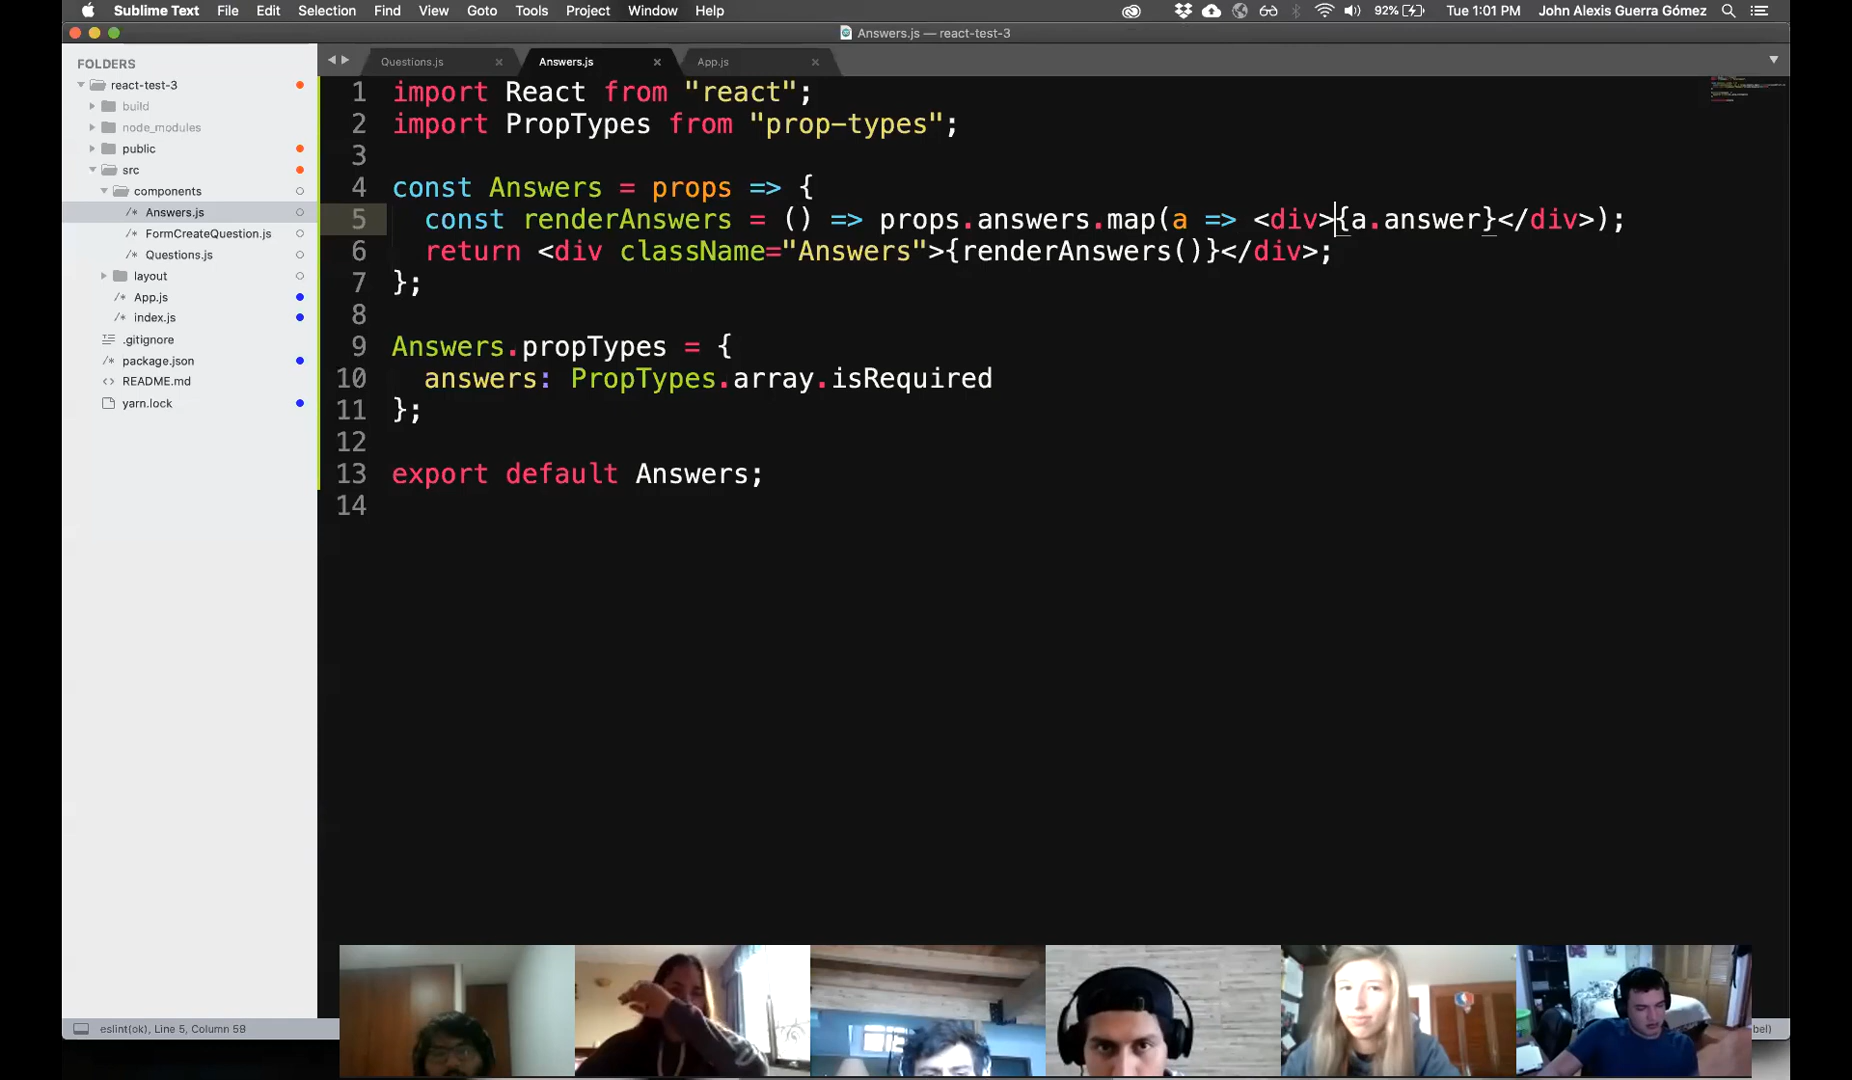 Sublime Text File Edit Selection Find View Goto Tools Project Window Help 92% Tue 1:01 PM John Alexis Guerra Gómez
Answers.js — react-test-3
FOLDERS
react-test-3
build
node_modules
public
src
components
Answers.js
FormCreateQuestion.js
Questions.js
layout
App.js
index.js
.gitignore
package.json
README.md
yarn.lock
Questions.js Answers.js App.js
1 import React from "react";
2 import PropTypes from "prop-types";
3
4 const Answers = props => {
5 const renderAnswers = () => props.answers.map(a => <div>{a.answer}</div>);
6 return <div className="Answers">{renderAnswers()}</div>;
7 };
8
9 Answers.propTypes = {
10 answers: PropTypes.array.isRequired
11 };
12
13 export default Answers;
14
eslint(ok), Line 5, Column 59